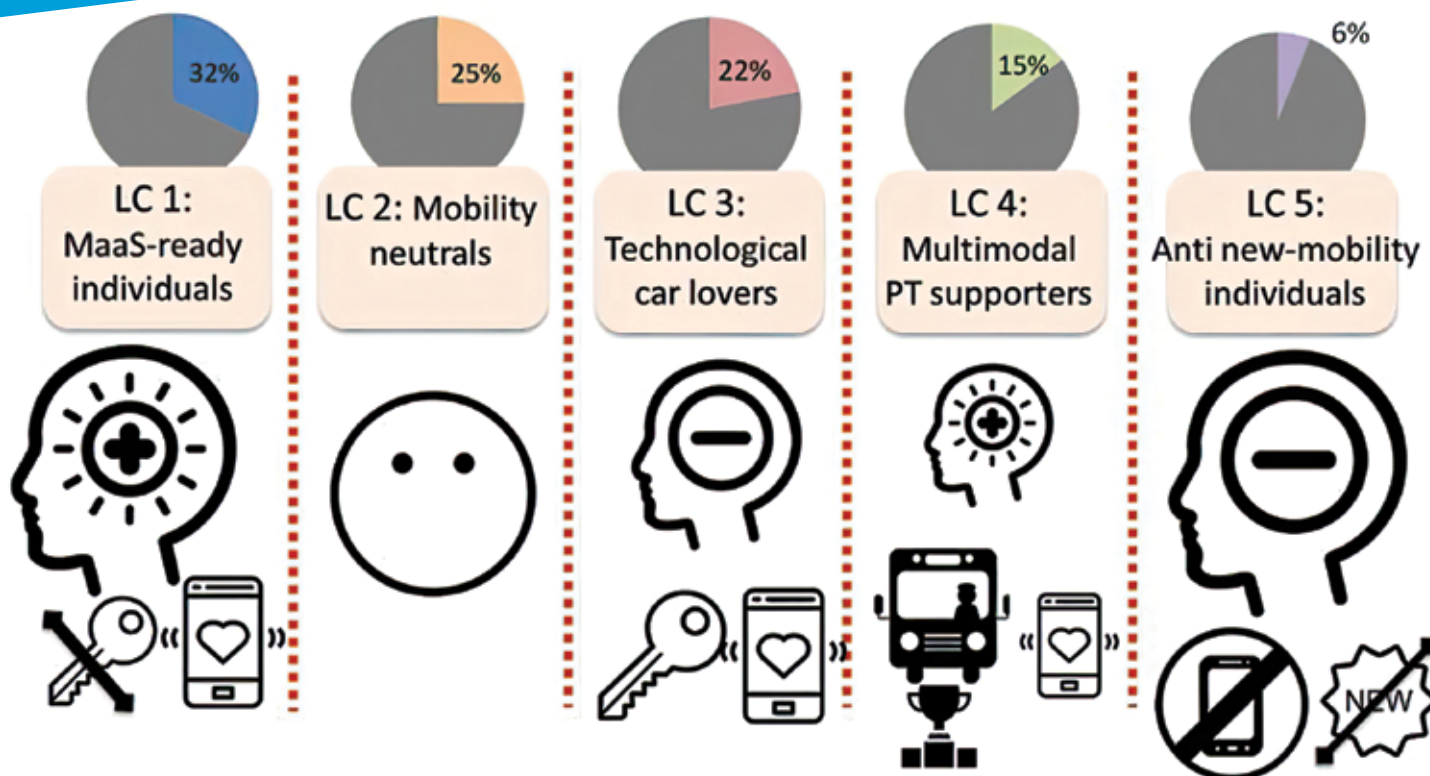 32%
25%
22%
15%
6%
LC 1:
MaaS-ready
individuals
LC 2: Mobility
neutrals
LC 3:
Technological
car lovers
LC 4:
Multimodal
PT supporters
LC 5:
Anti new-mobility
individuals
NEW